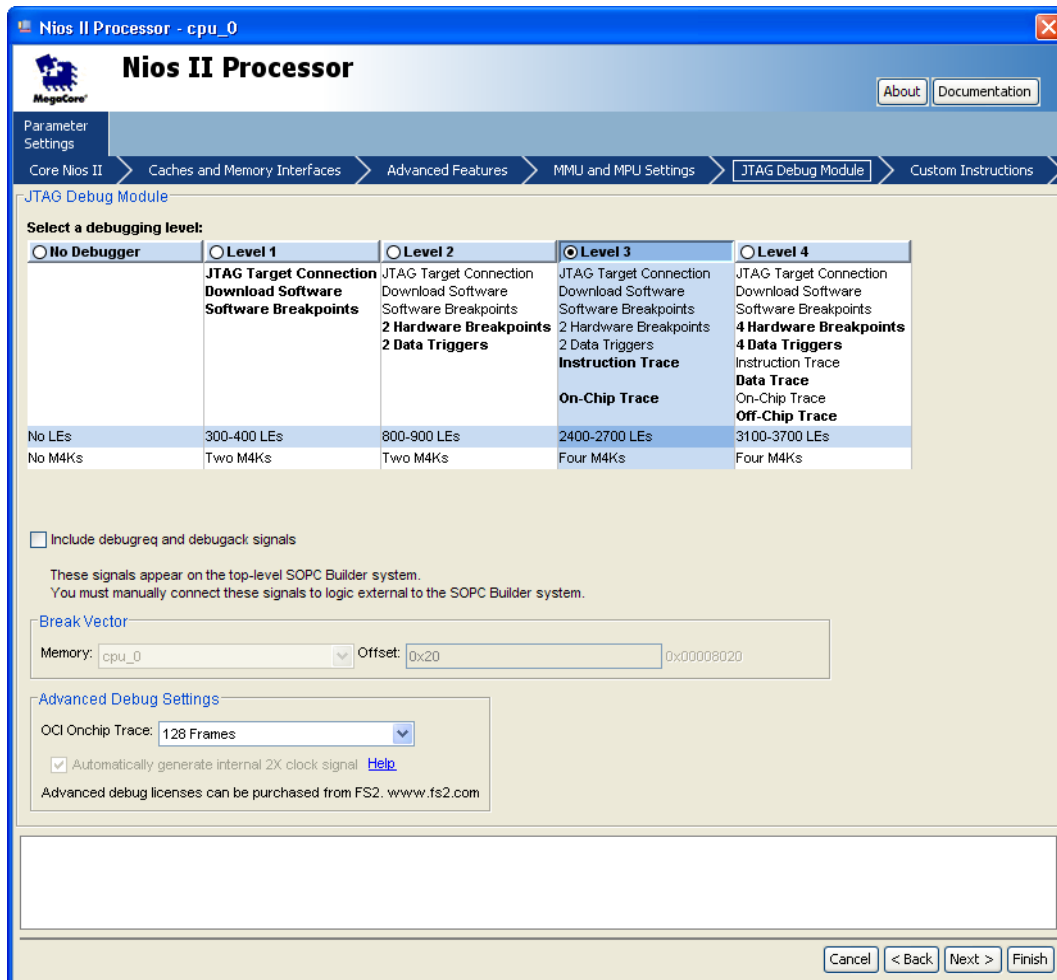 Nios II Processor - cpu_0
MegaCore®
Nios II Processor
About
Documentation
Parameter
Settings
Core Nios II
Caches and Memory Interfaces
Advanced Features
MMU and MPU Settings
JTAG Debug Module
Custom Instructions
JTAG Debug Module
Select a debugging level:
No Debugger
Level 1
Level 2
Level 3
Level 4
JTAG Target Connection
Download Software
Software Breakpoints
JTAG Target Connection
Download Software
Software Breakpoints
2 Hardware Breakpoints
2 Data Triggers
JTAG Target Connection
Download Software
Software Breakpoints
2 Hardware Breakpoints
2 Data Triggers
Instruction Trace
On-Chip Trace
JTAG Target Connection
Download Software
Software Breakpoints
4 Hardware Breakpoints
4 Data Triggers
Instruction Trace
Data Trace
On-Chip Trace
Off-Chip Trace
No LEs
300-400 LEs
800-900 LEs
2400-2700 LEs
3100-3700 LEs
No M4Ks
Two M4Ks
Two M4Ks
Four M4Ks
Four M4Ks
Include debugreq and debugack signals
These signals appear on the top-level SOPC Builder system.
You must manually connect these signals to logic external to the SOPC Builder system.
Break Vector
Memory: cpu_0 Offset: 0x20 0x00008020
Advanced Debug Settings
OCI Onchip Trace: 128 Frames
Automatically generate internal 2X clock signal Help
Advanced debug licenses can be purchased from FS2. www.fs2.com
Cancel
< Back
Next >
Finish